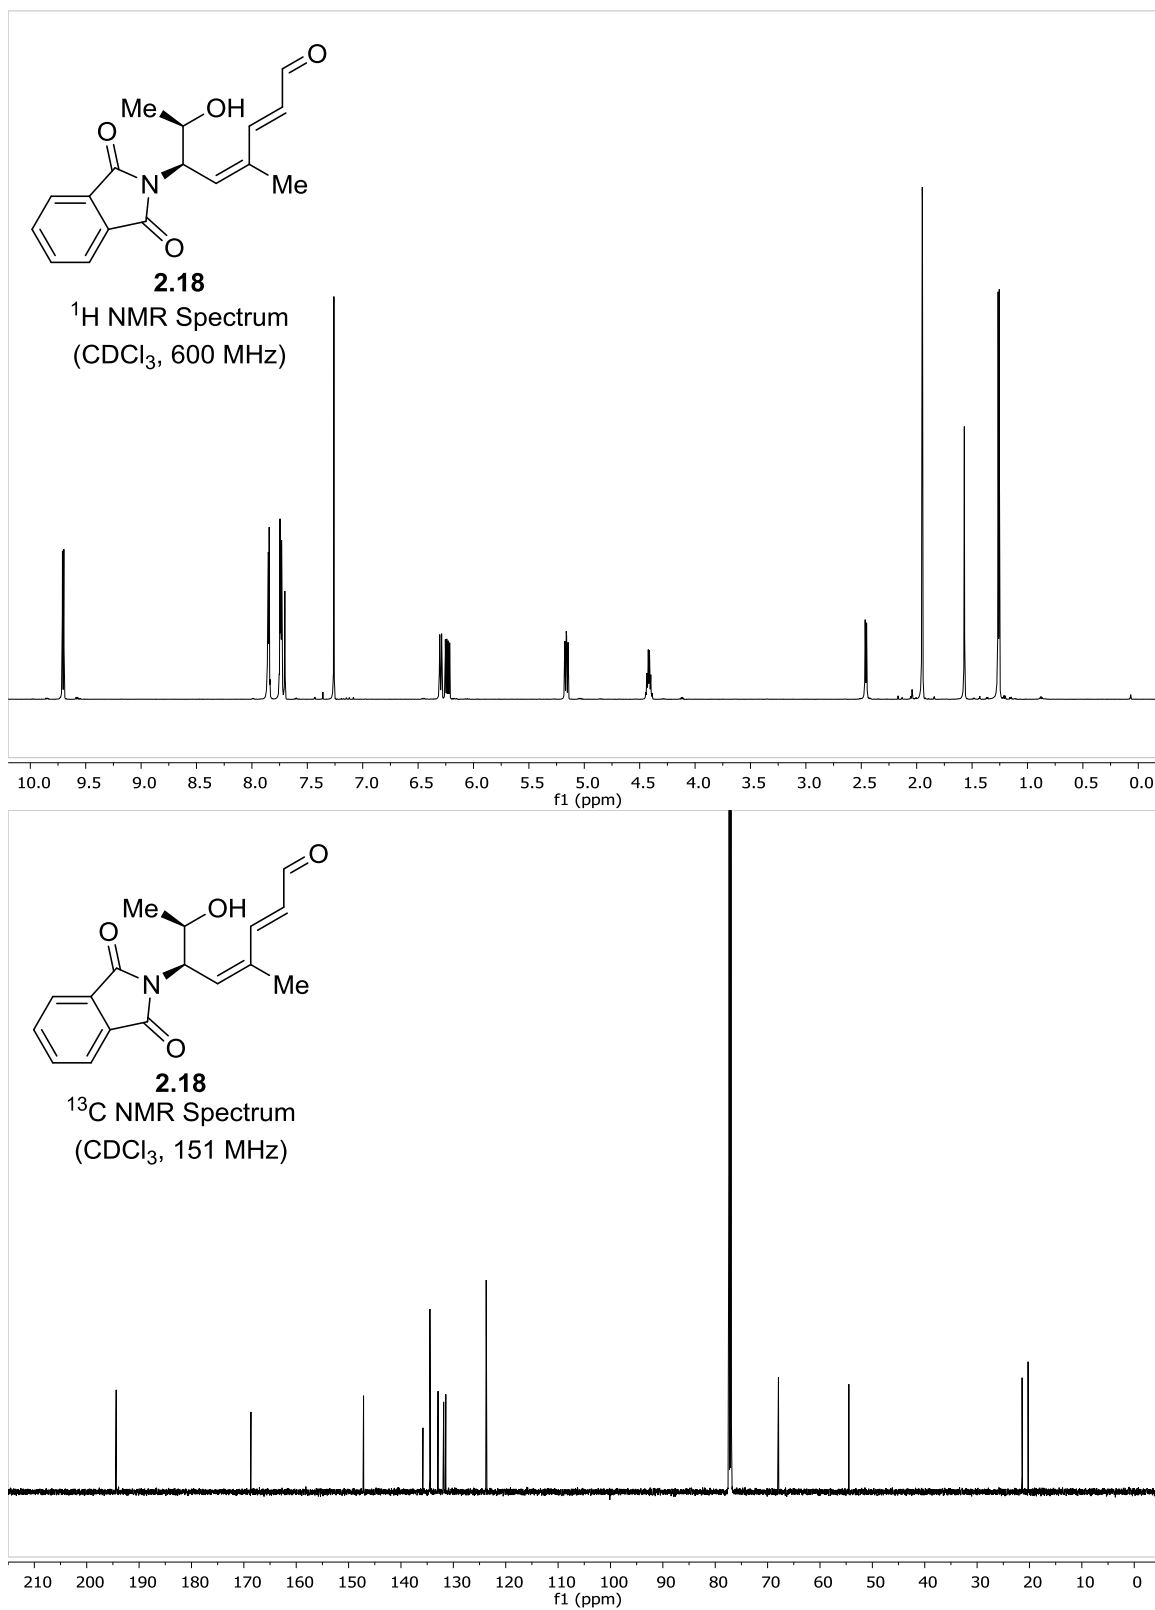 O
Me
OH
O
N
Me
O
2.18
¹H NMR Spectrum
(CDCl₃, 600 MHz)
10.0 9.5 9.0 8.5 8.0 7.5 7.0 6.5 6.0 5.5 5.0 4.5 4.0 3.5 3.0 2.5 2.0 1.5 1.0 0.5 0.0
f1 (ppm)
O
Me
OH
O
N
Me
O
2.18
¹³C NMR Spectrum
(CDCl₃, 151 MHz)
210 200 190 180 170 160 150 140 130 120 110 100 90 80 70 60 50 40 30 20 10 0
f1 (ppm)